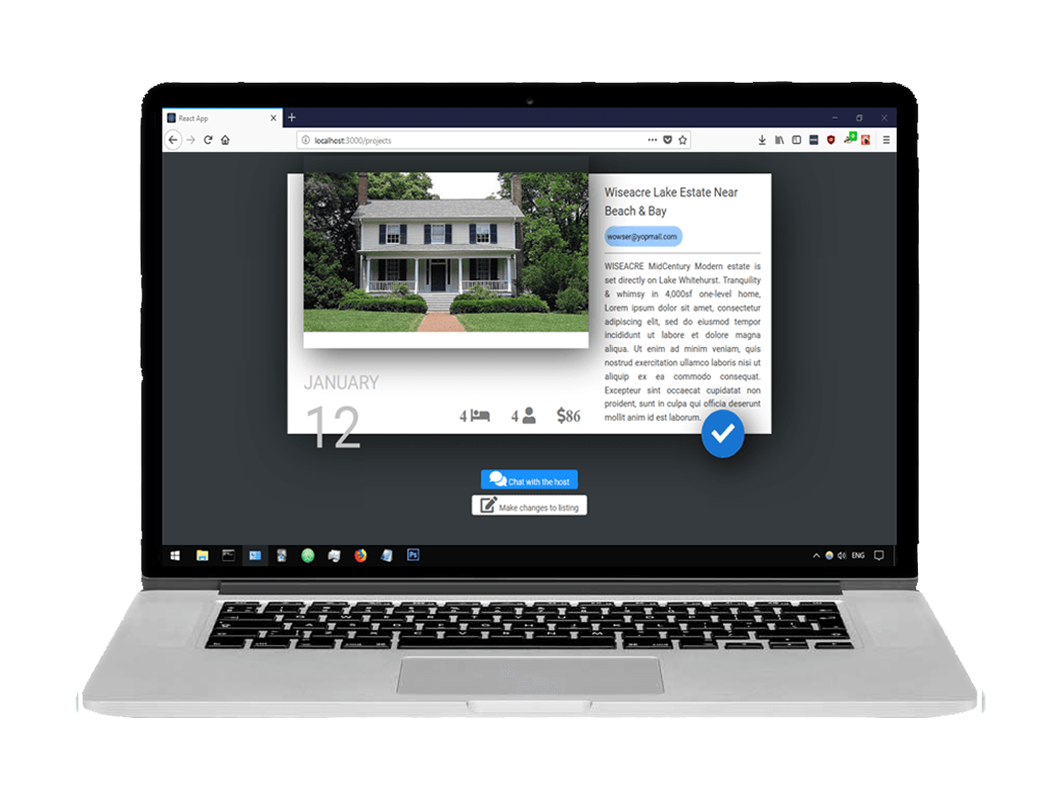 React App
localhost:3000/projects
Wiseacre Lake Estate Near
Beach & Bay
wowser@yopmail.com
WISEACRE MidCentury Modern estate is
set directly on Lake Whitehurst. Tranquility
& whimsy in 4,000sf one-level home,
Lorem ipsum dolor sit amet, consectetur
adipiscing elit, sed do eiusmod tempor
incididunt ut labore et dolore magna
aliqua. Ut enim ad minim veniam, quis
nostrud exercitation ullamco laboris nisi ut
aliquip ex ea commodo consequat.
Excepteur sint occaecat cupidatat non
proident, sunt in culpa qui officia deserunt
mollit anim id est laborum.
JANUARY
12
4
4
$86
Chat with the host
Make changes to listing
Ps
ENG